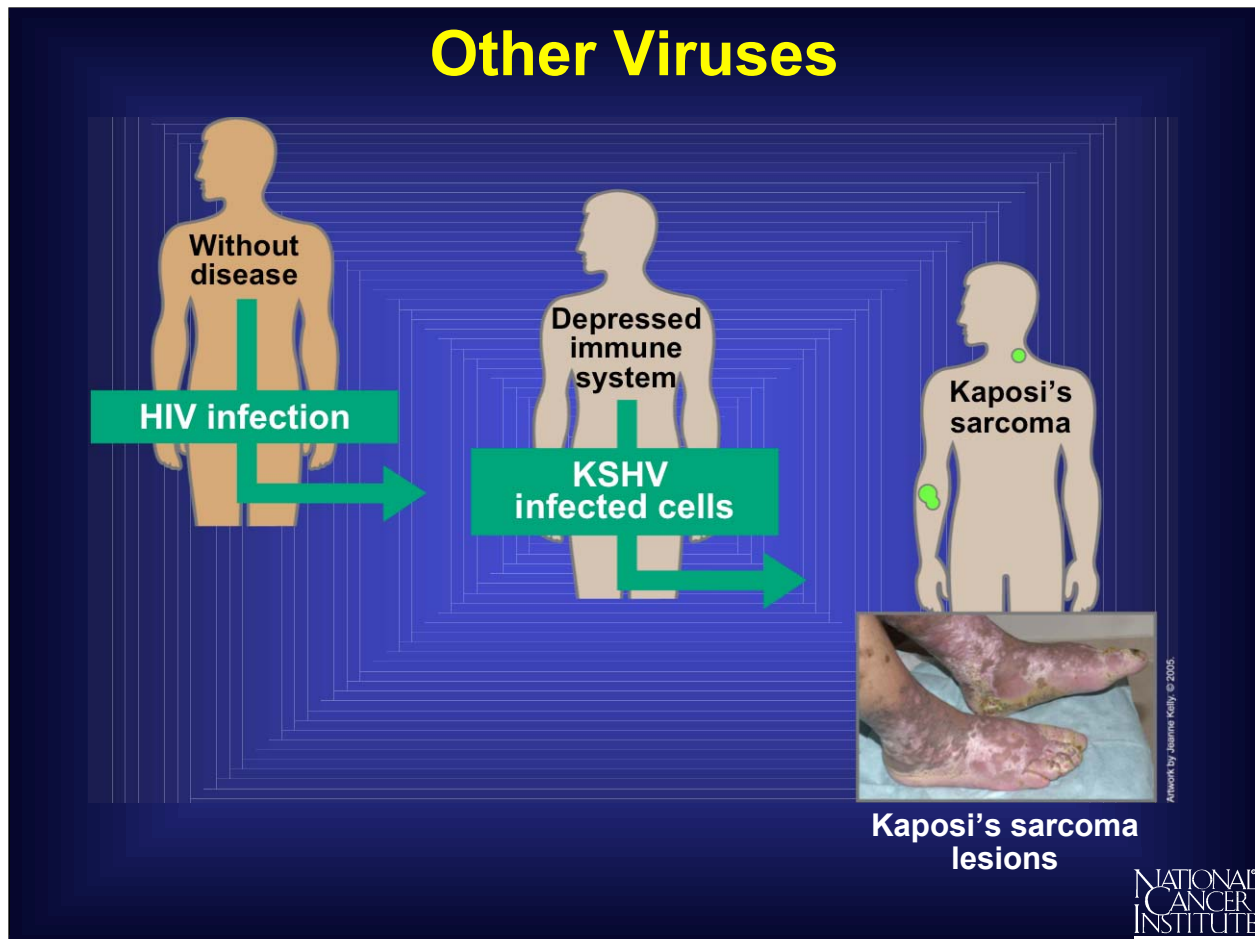 Other Viruses
Without
disease
HIV infection
Depressed
immune
system
KSHV
infected cells
Kaposi’s
sarcoma
Artwork by Jeanne Kelly. © 2005.
Kaposi’s sarcoma
lesions
NATIONAL
CANCER
INSTITUTE